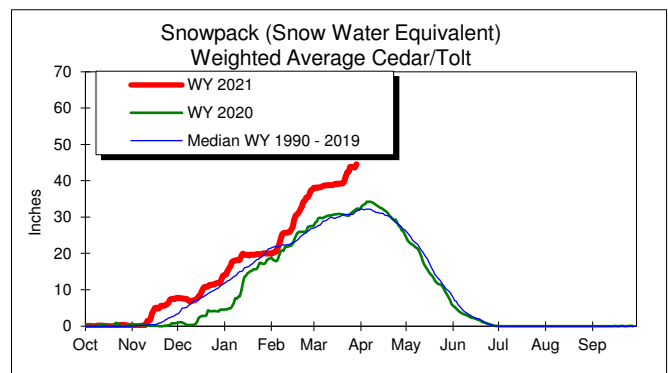 Snowpack (Snow Water Equivalent)
Weighted Average Cedar/Tolt
70
60
50
40
30
20
10
0
Inches
WY 2021
WY 2020
Median WY 1990 - 2019
Oct Nov Dec Jan Feb Mar Apr May Jun Jul Aug Sep